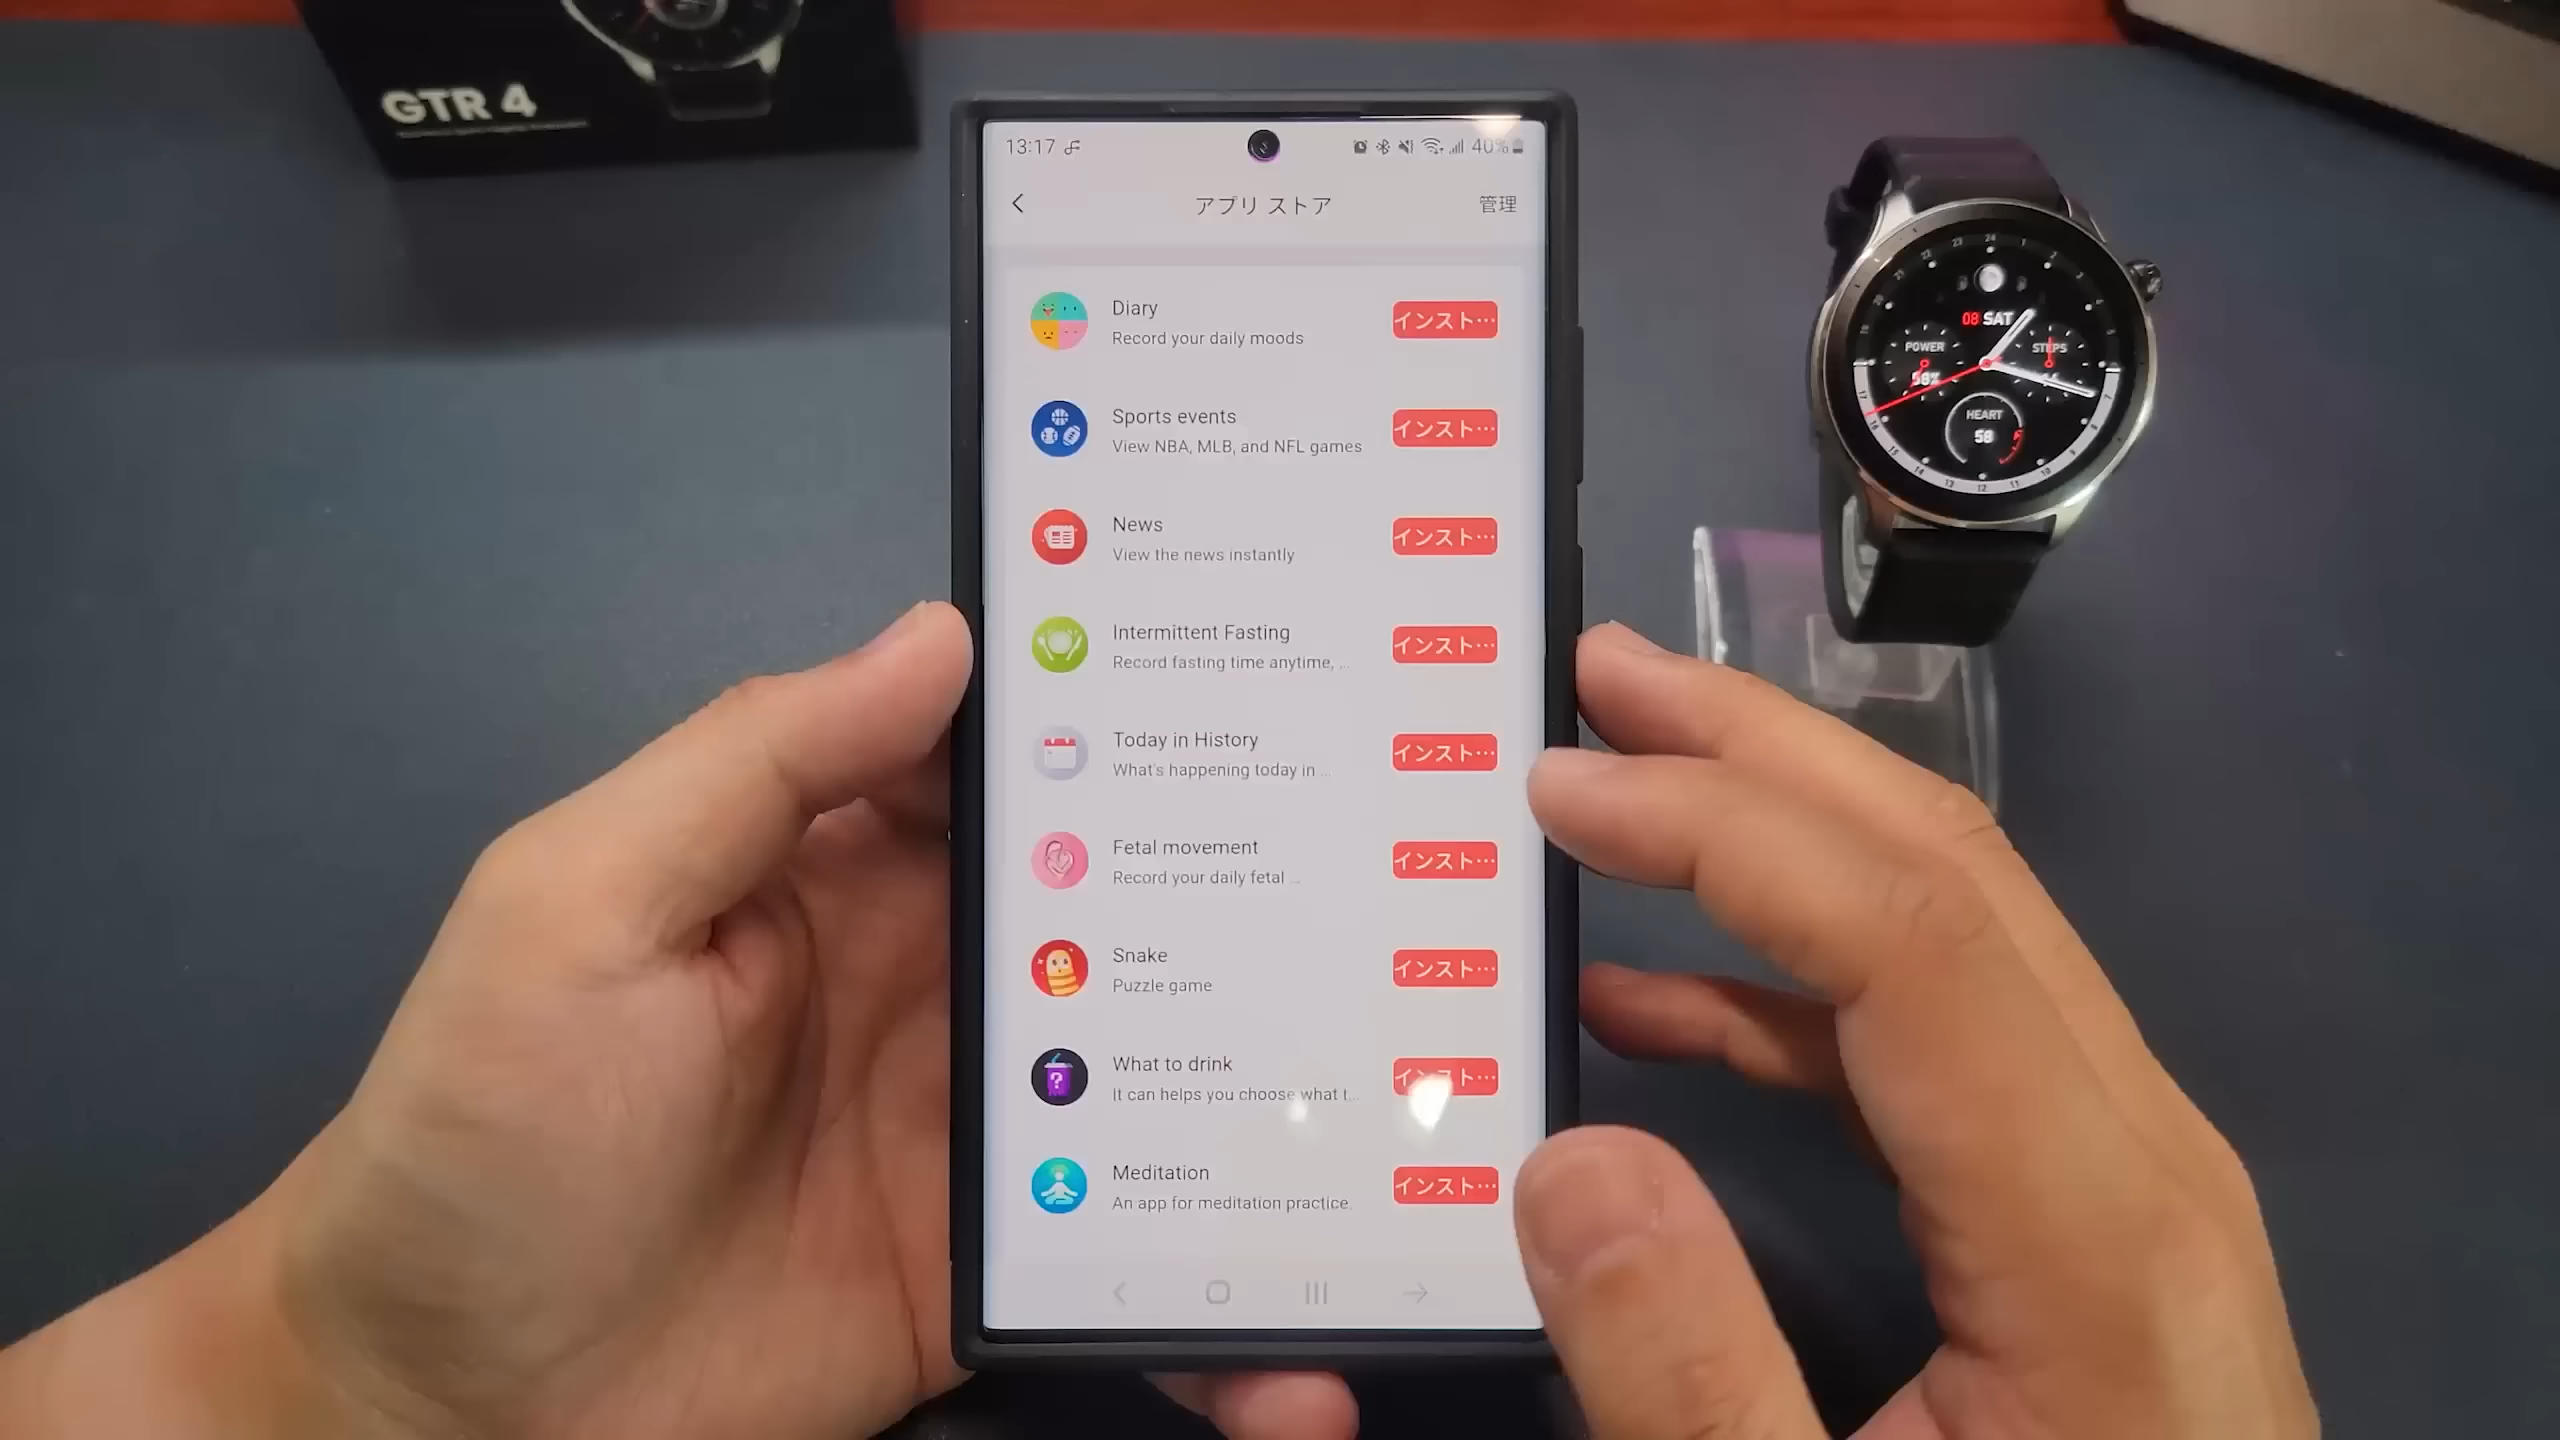 GTR 4
13:17
40%
アプリ ストア
管理
Diary
Record your daily moods
インスト…
Sports events
View NBA, MLB, and NFL games
インスト…
News
View the news instantly
インスト…
Intermittent Fasting
Record fasting time anytime, ...
インスト…
Today in History
What's happening today in ...
インスト…
Fetal movement
Record your daily fetal ...
インスト…
Snake
Puzzle game
インスト…
What to drink
It can helps you choose what t...
インスト…
Meditation
An app for meditation practice.
インスト…
08 SAT
POWER
STEPS
58%
HEART
58